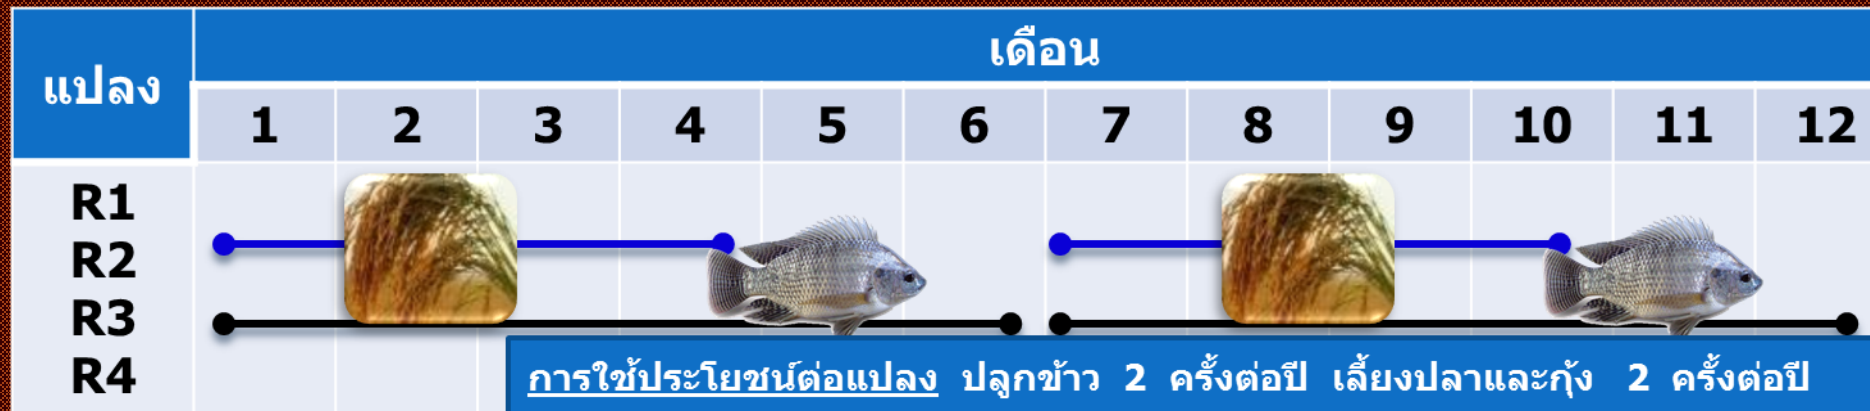 แปลง
เดือน
1 2 3 4 5 6 7 8 9 10 11 12
R1
R2
R3
R4
การใช้ประโยชน์ต่อแปลง ปลูกข้าว 2 ครั้งต่อปี เลี้ยงปลาและกุ้ง 2 ครั้งต่อปี